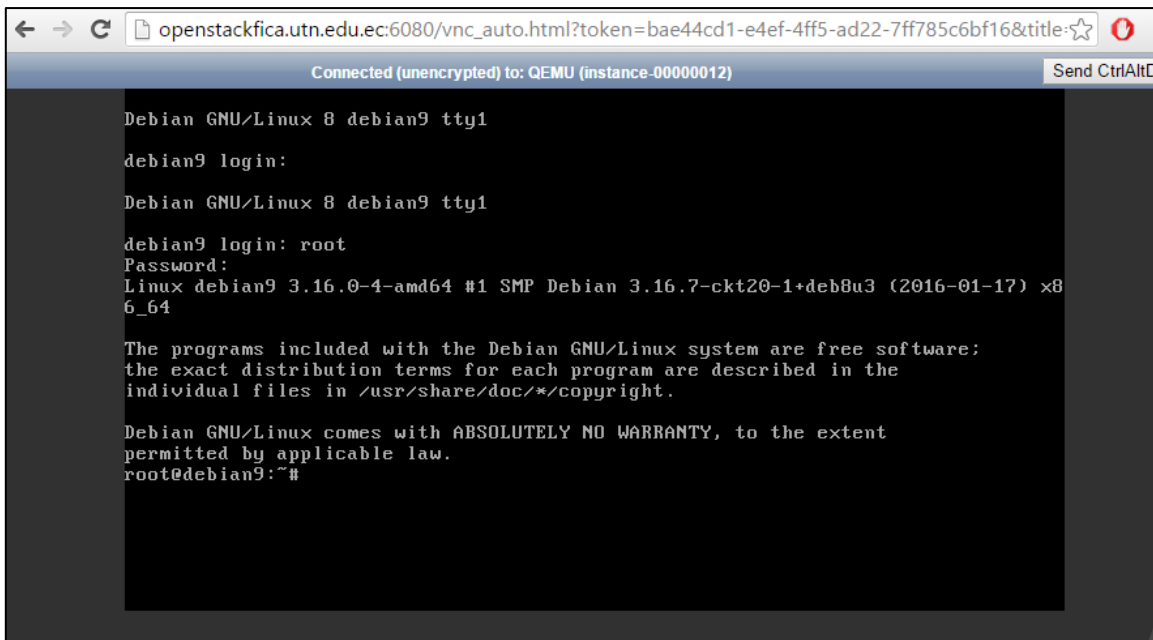 openstackfica.utn.edu.ec:6080/vnc_auto.html?token=bae44cd1-e4ef-4ff5-ad22-7ff785c6bf16&title=
Connected (unencrypted) to: QEMU (instance-00000012)
Send CtrlAltD
Debian GNU/Linux 8 debian9 tty1
debian9 login:
Debian GNU/Linux 8 debian9 tty1
debian9 login: root
Password:
Linux debian9 3.16.0-4-amd64 #1 SMP Debian 3.16.7-ckt20-1+deb8u3 (2016-01-17) x8
6_64
The programs included with the Debian GNU/Linux system are free software;
the exact distribution terms for each program are described in the
individual files in /usr/share/doc/*/copyright.
Debian GNU/Linux comes with ABSOLUTELY NO WARRANTY, to the extent
permitted by applicable law.
root@debian9:~#